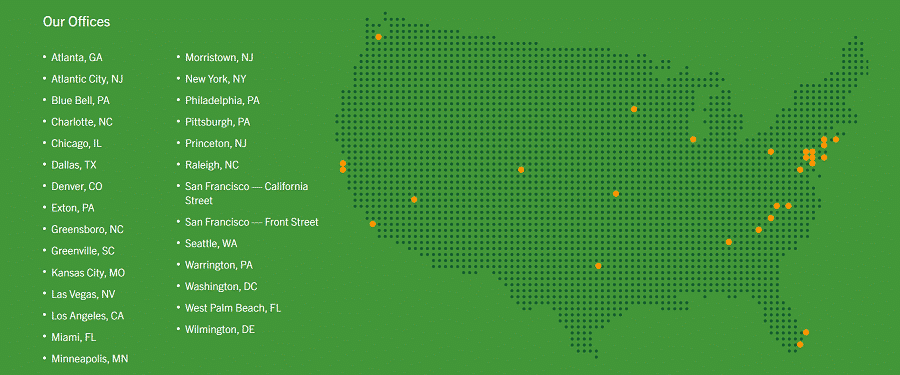 Our Offices
• Atlanta, GA
• Atlantic City, NJ
• Blue Bell, PA
• Charlotte, NC
• Chicago, IL
• Dallas, TX
• Denver, CO
• Exton, PA
• Greensboro, NC
• Greenville, SC
• Kansas City, MO
• Las Vegas, NV
• Los Angeles, CA
• Miami, FL
• Minneapolis, MN
• Morristown, NJ
• New York, NY
• Philadelphia, PA
• Pittsburgh, PA
• Princeton, NJ
• Raleigh, NC
• San Francisco — California
Street
• San Francisco — Front Street
• Seattle, WA
• Warrington, PA
• Washington, DC
• West Palm Beach, FL
• Wilmington, DE